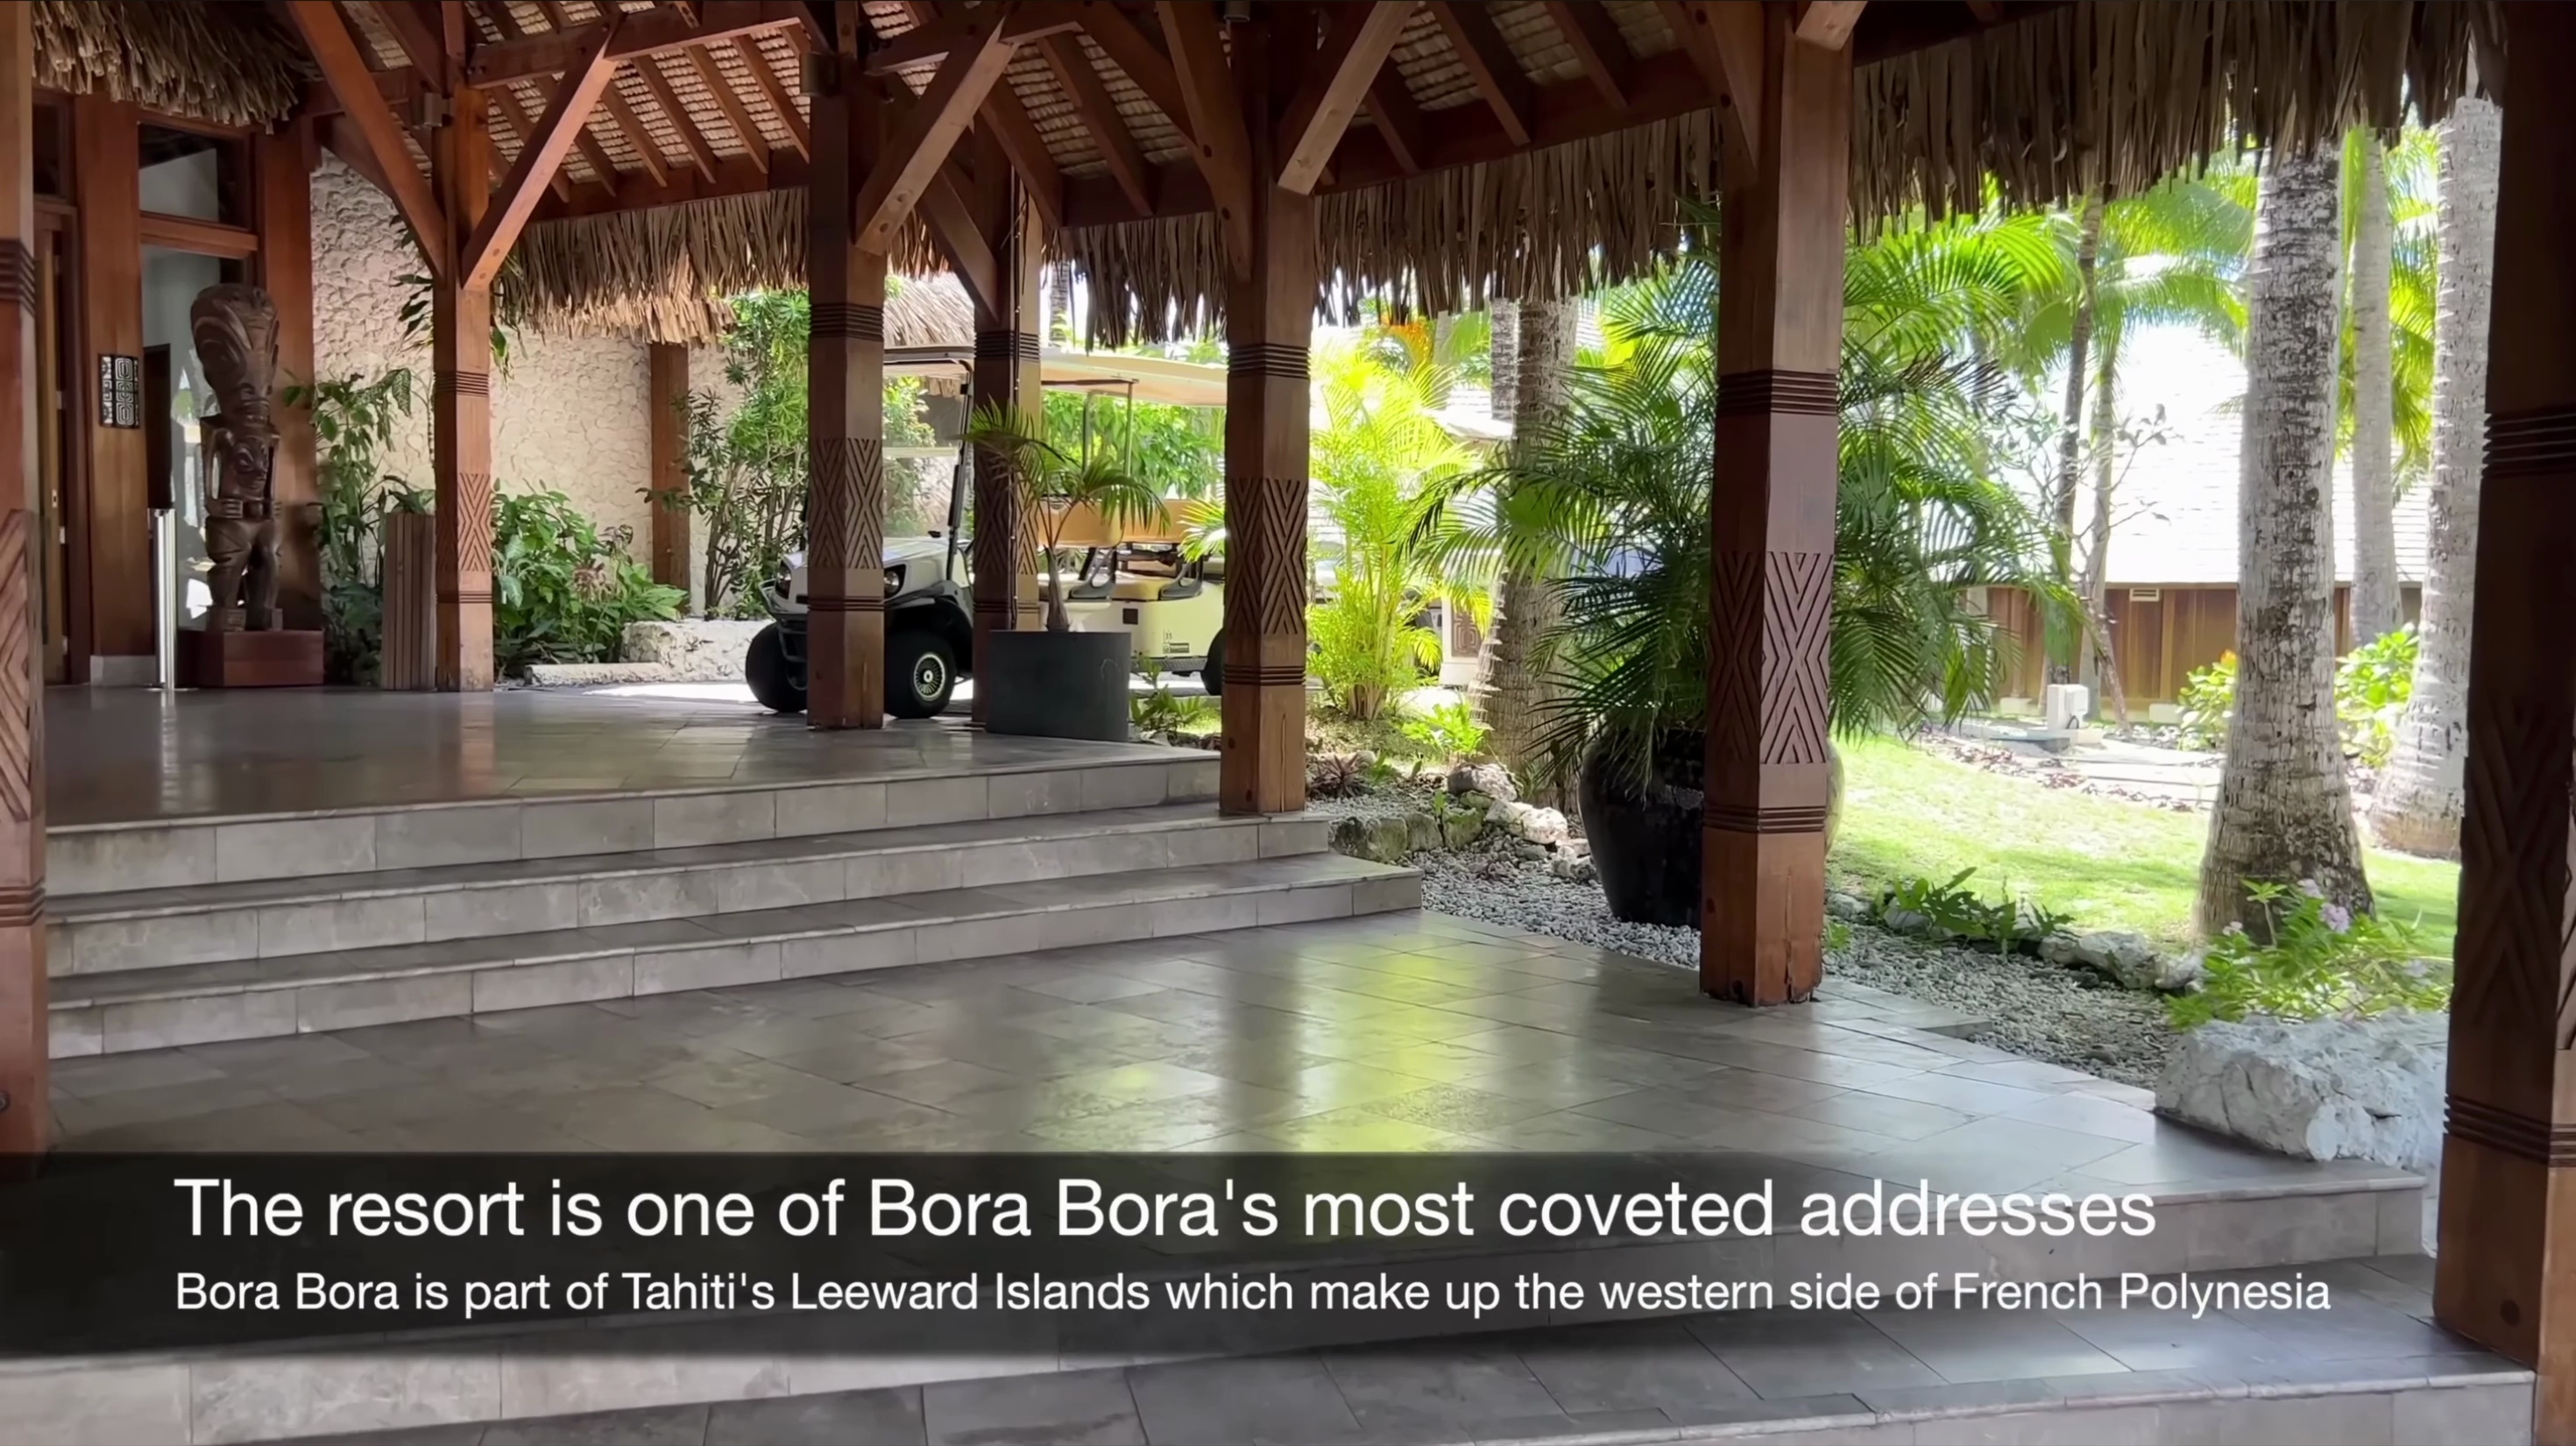 The resort is one of Bora Bora's most coveted addresses
Bora Bora is part of Tahiti's Leeward Islands which make up the western side of French Polynesia